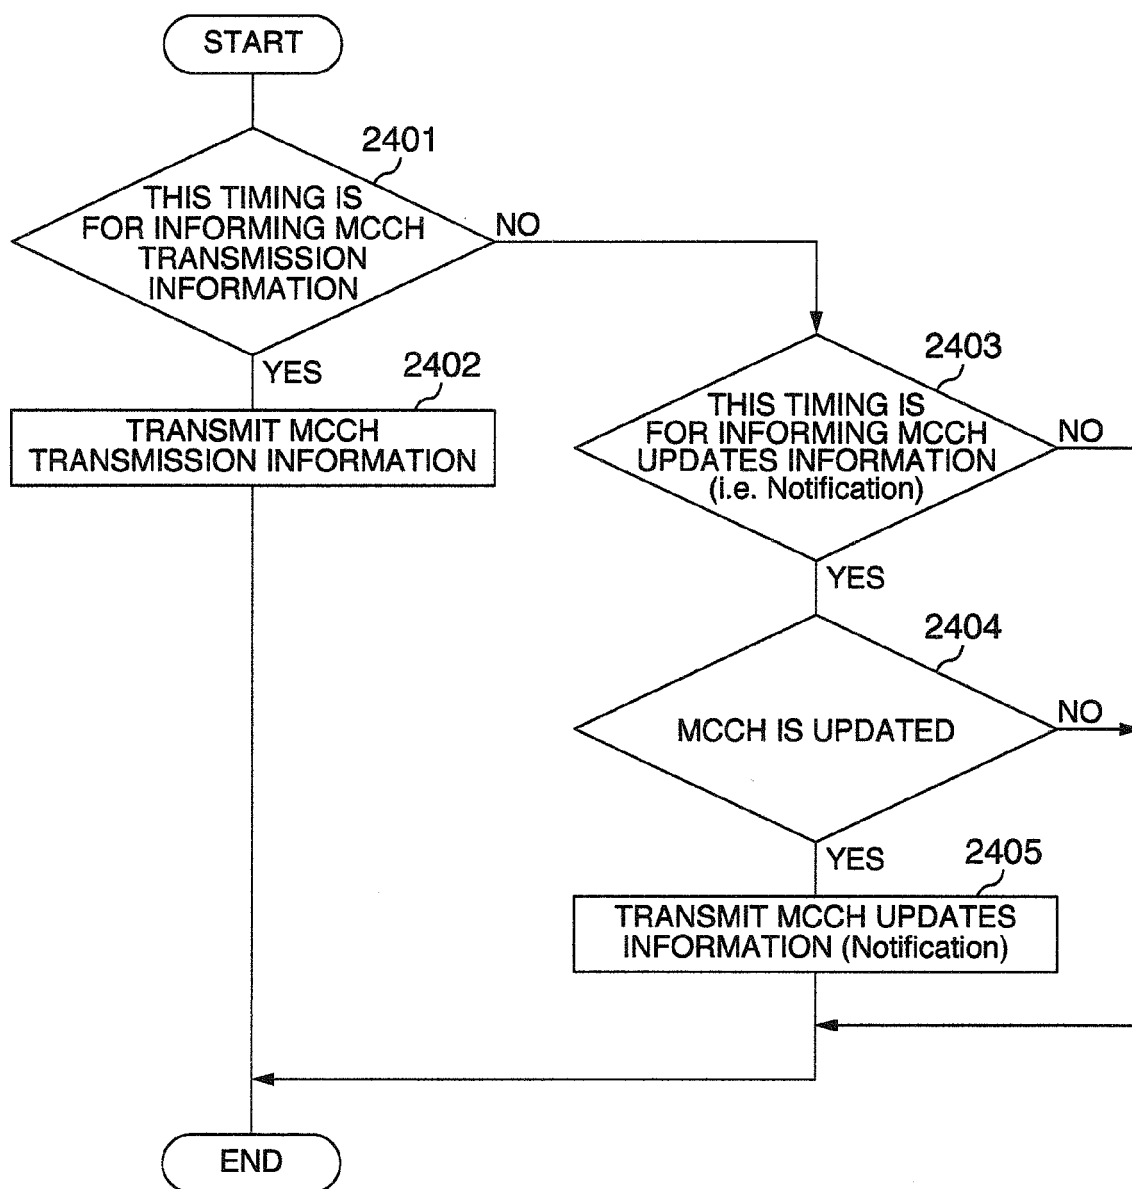 START
2401
THIS TIMING IS
FOR INFORMING MCCH
TRANSMISSION
INFORMATION
NO
YES
2402
TRANSMIT MCCH
TRANSMISSION INFORMATION
2403
THIS TIMING IS
FOR INFORMING MCCH
UPDATES INFORMATION
(i.e. Notification)
NO
YES
2404
MCCH IS UPDATED
NO
YES
2405
TRANSMIT MCCH UPDATES
INFORMATION (Notification)
END